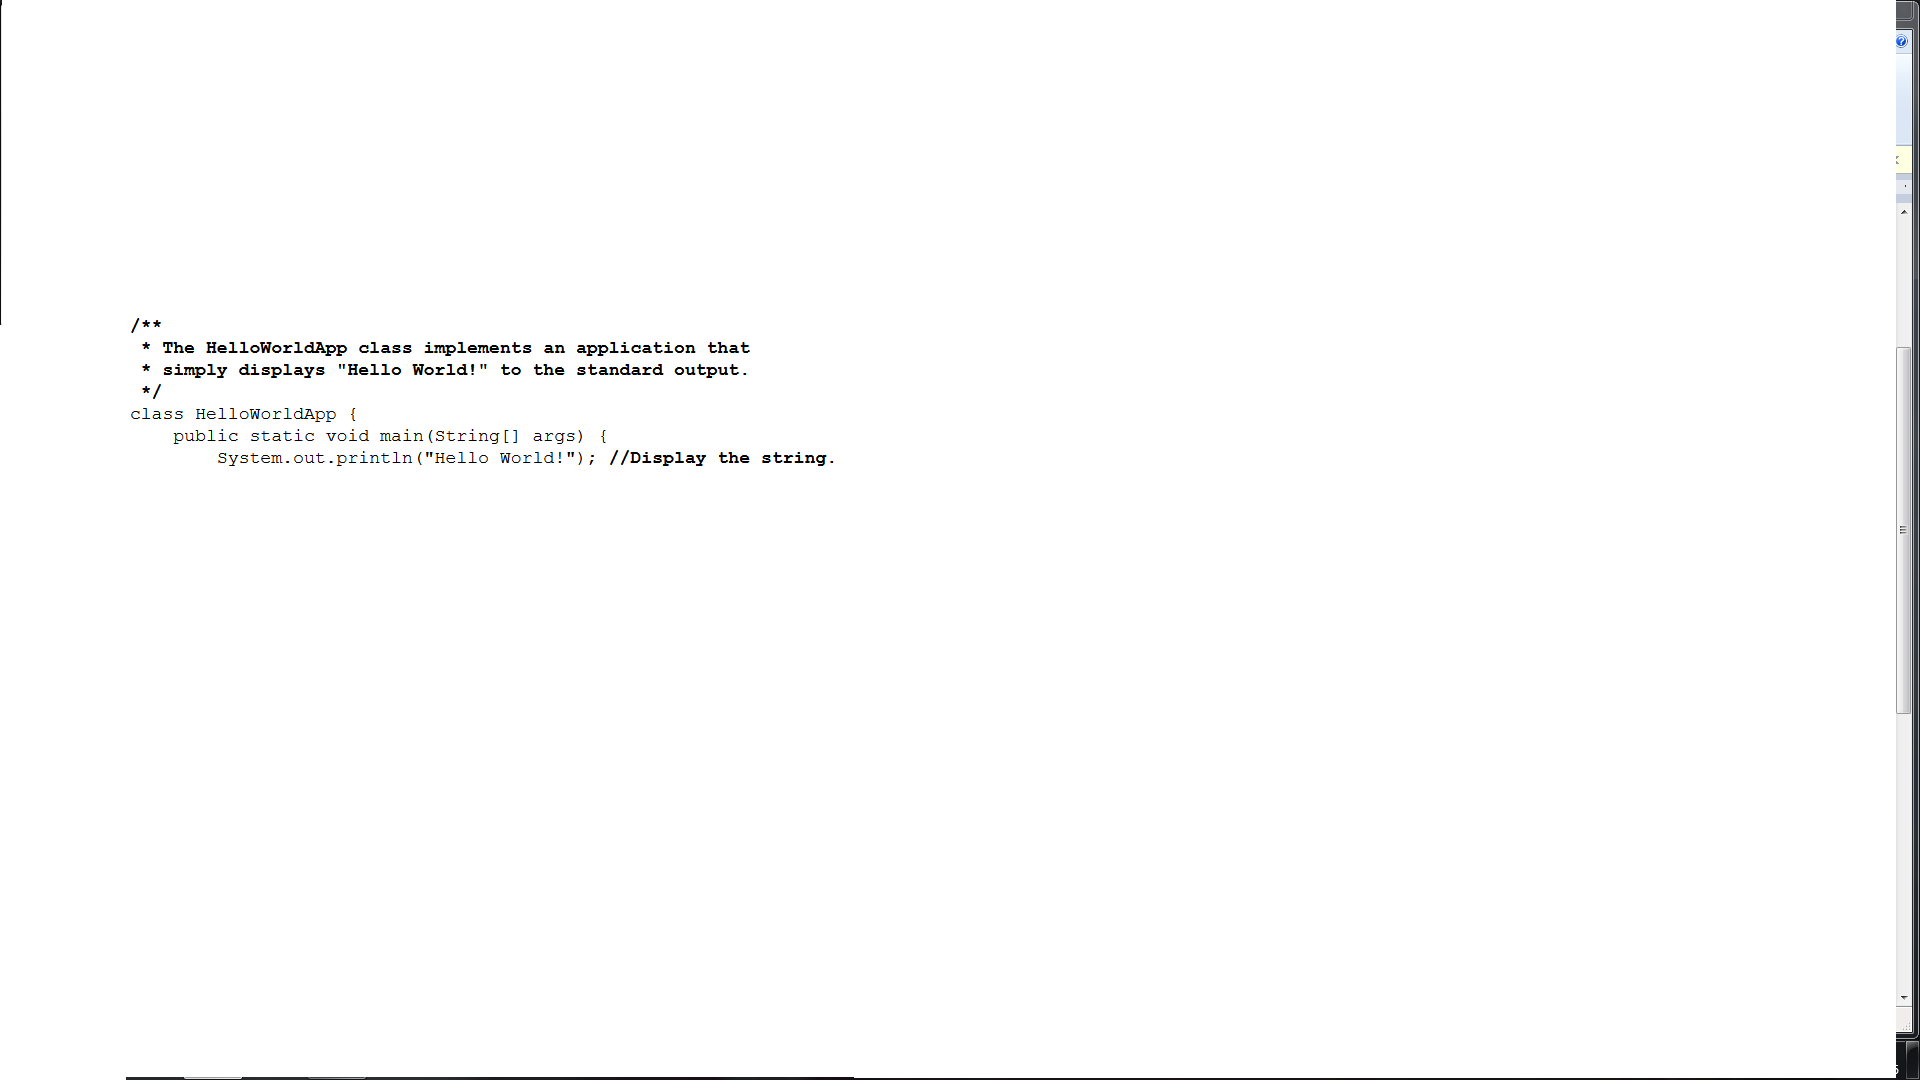 /**
 * The HelloWorldApp class implements an application that
 * simply displays "Hello World!" to the standard output.
 */
class HelloWorldApp {
    public static void main(String[] args) {
        System.out.println("Hello World!"); //Display the string.